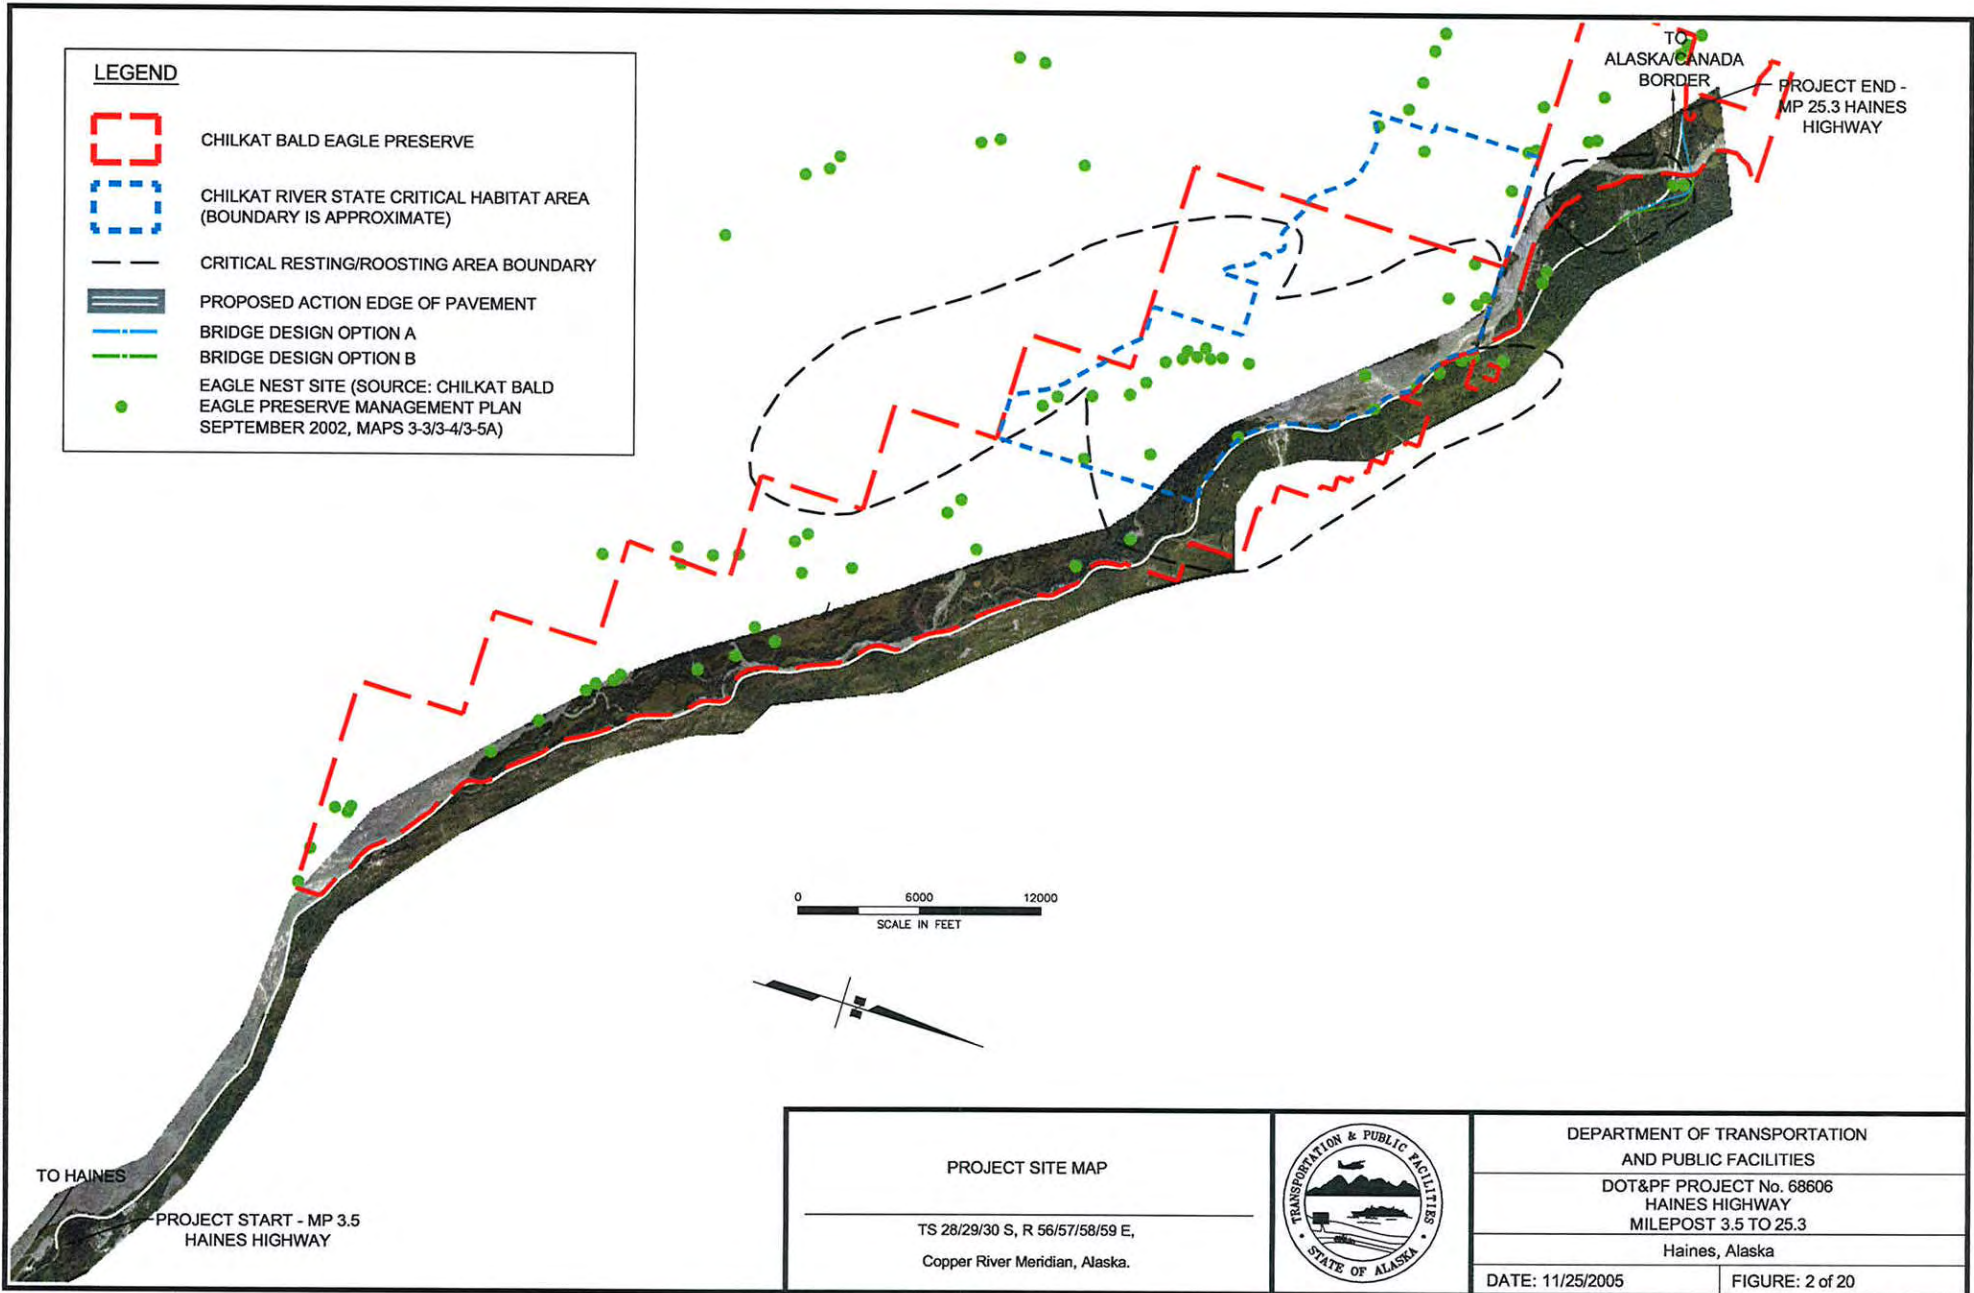 LEGEND
CHILKAT BALD EAGLE PRESERVE
CHILKAT RIVER STATE CRITICAL HABITAT AREA
(BOUNDARY IS APPROXIMATE)
CRITICAL RESTING/ROOSTING AREA BOUNDARY
PROPOSED ACTION EDGE OF PAVEMENT
BRIDGE DESIGN OPTION A
BRIDGE DESIGN OPTION B
EAGLE NEST SITE (SOURCE: CHILKAT BALD
EAGLE PRESERVE MANAGEMENT PLAN
SEPTEMBER 2002, MAPS 3-3/3-4/3-5A)
TO
ALASKA/CANADA
BORDER
PROJECT END -
MP 25.3 HAINES
HIGHWAY
0 6000 12000
SCALE IN FEET
TO HAINES
PROJECT START - MP 3.5
HAINES HIGHWAY
PROJECT SITE MAP
TS 28/29/30 S, R 56/57/58/59 E,
Copper River Meridian, Alaska.
TRANSPORTATION & PUBLIC FACILITIES
STATE OF ALASKA
DEPARTMENT OF TRANSPORTATION
AND PUBLIC FACILITIES
DOT&PF PROJECT No. 68606
HAINES HIGHWAY
MILEPOST 3.5 TO 25.3
Haines, Alaska
DATE: 11/25/2005
FIGURE: 2 of 20